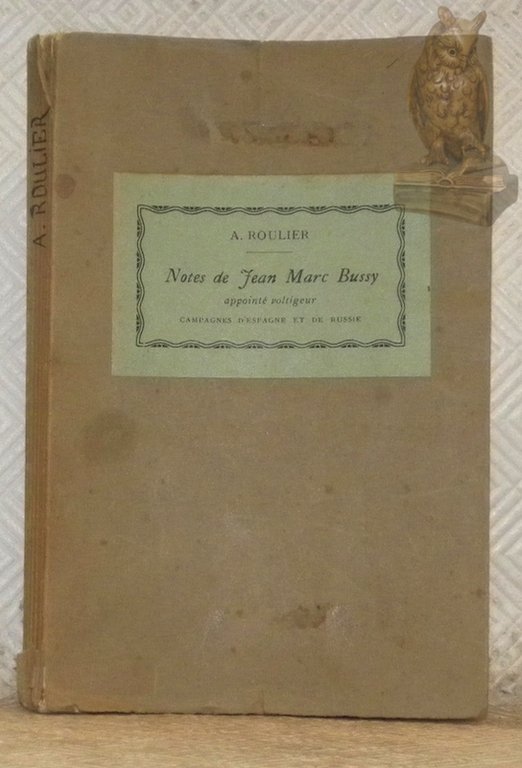 A. ROULIER
A. ROULIER
Notes de Jean Marc Bussy
appointé voltigeur
CAMPAGNES D'ESPAGNE ET DE RUSSIE